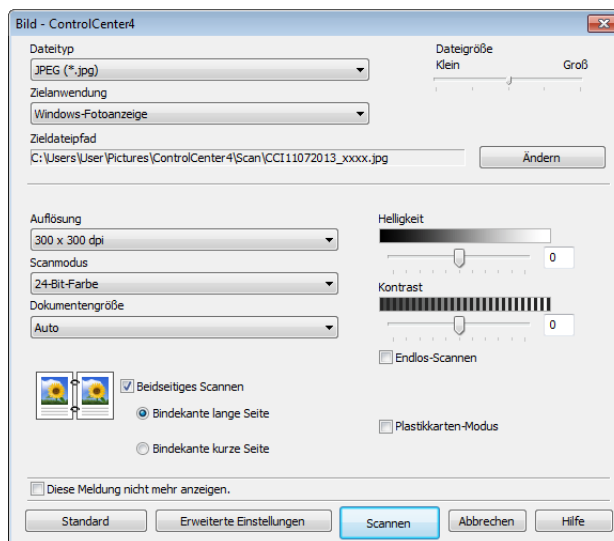 Bild - ControlCenter4
Dateityp
JPEG (*.jpg)
Dateigröße
Klein
Groß
Zielanwendung
Windows-Fotoanzeige
Zieldateipfad
C:\Users\User\Pictures\ControlCenter4\Scan\CCI11072013_xxxx.jpg
Ändern
Auflösung
300 x 300 dpi
Scanmodus
24-Bit-Farbe
Dokumentengröße
Auto
Helligkeit
0
Kontrast
0
Endlos-Scannen
Beidseitiges Scannen
Bindekante lange Seite
Bindekante kurze Seite
Plastikkarten-Modus
Diese Meldung nicht mehr anzeigen.
Standard
Erweiterte Einstellungen
Scannen
Abbrechen
Hilfe